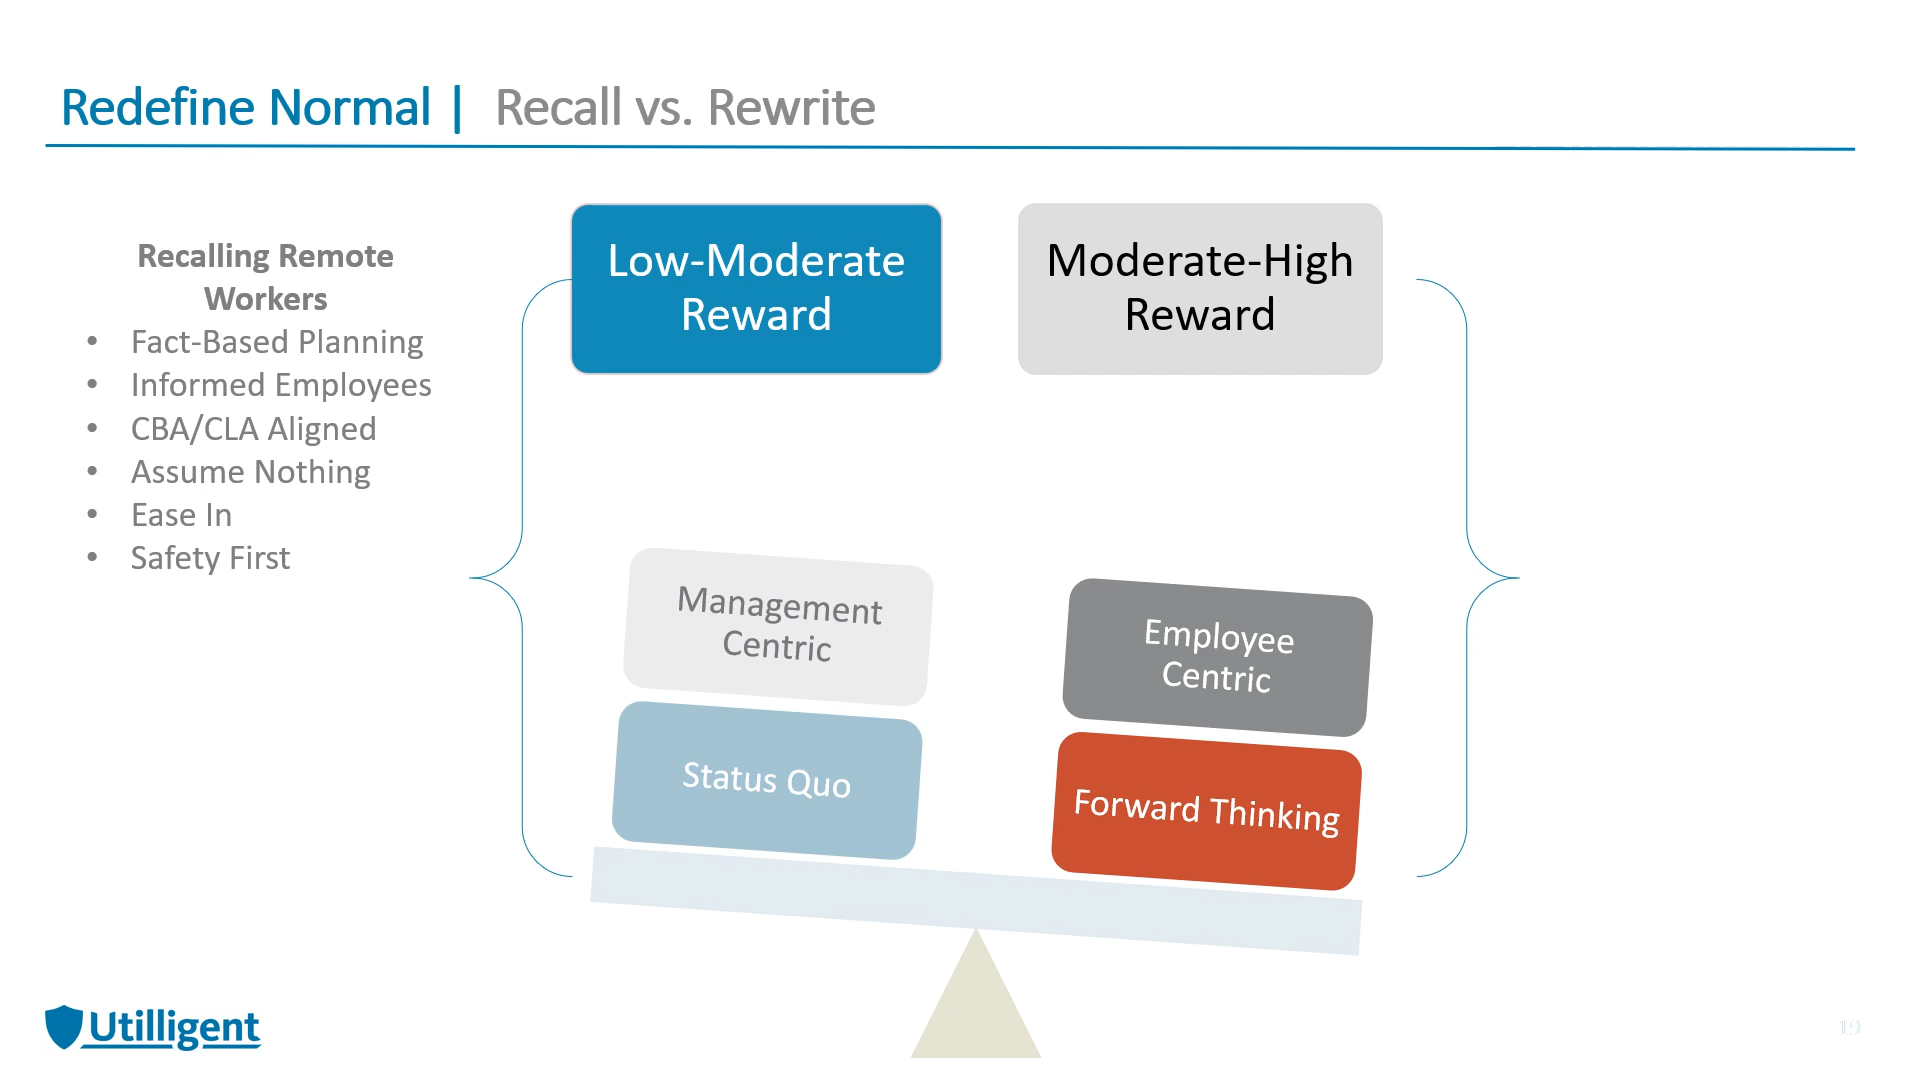 Redefine Normal | Recall vs. Rewrite
Recalling Remote
Workers
• Fact-Based Planning
• Informed Employees
• CBA/CLA Aligned
• Assume Nothing
• Ease In
• Safety First
Low-Moderate
Reward
Moderate-High
Reward
Management
Centric
Status Quo
Employee
Centric
Forward Thinking
Utilligent
19